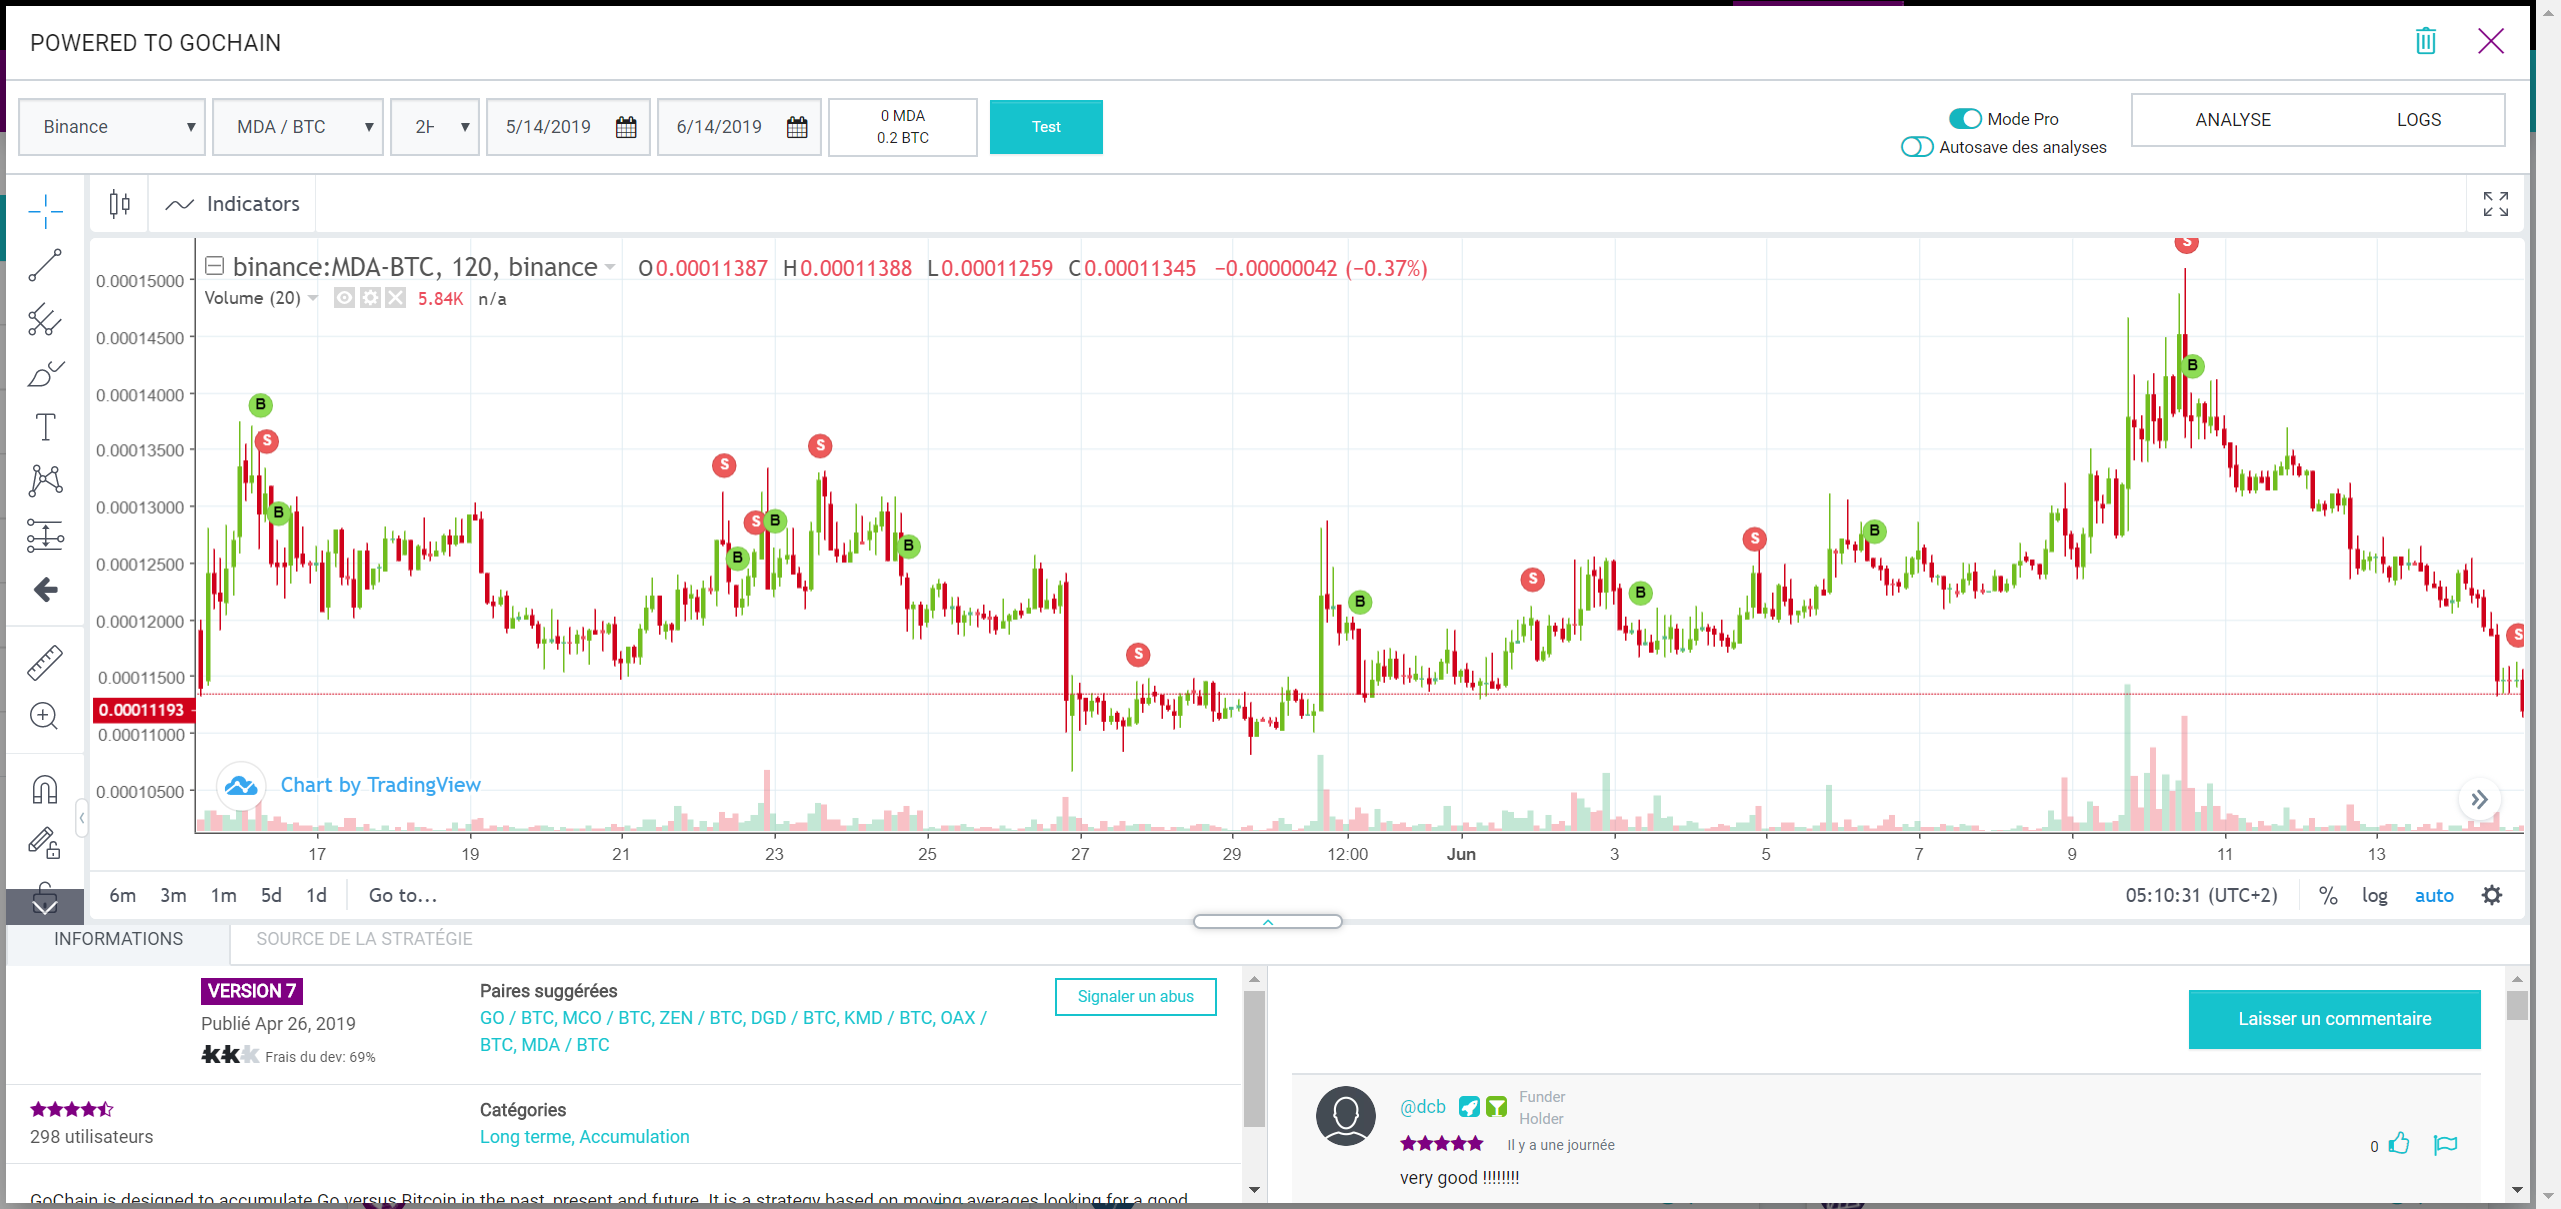 POWERED TO GOCHAIN
Binance
MDA / BTC
2H
5/14/2019
6/14/2019
0 MDA
0.2 BTC
Test
Mode Pro
Autosave des analyses
ANALYSE
LOGS
Indicators
binance:MDA-BTC, 120, binance O0.00011387 H0.00011388 L0.00011259 C0.00011345 −0.00000042 (−0.37%)
Volume (20) 5.84K n/a
0.00015000
0.00014500
0.00014000
0.00013500
0.00013000
0.00012500
0.00012000
0.00011500
0.00011193
0.00011000
0.00010500
S
B
B
S
S
S
B
S
B
B
B
B
S
B
S
B
S
B
S
Chart by TradingView
17 19 21 23 25 27 29 12:00 Jun 3 5 7 9 11 13
6m 3m 1m 5d 1d Go to...
05:10:31 (UTC+2) % log auto
INFORMATIONS
SOURCE DE LA STRATÉGIE
VERSION 7
Publié Apr 26, 2019
Frais du dev: 69%
Paires suggérées
GO / BTC, MCO / BTC, ZEN / BTC, DGD / BTC, KMD / BTC, OAX /
BTC, MDA / BTC
Signaler un abus
298 utilisateurs
Catégories
Long terme, Accumulation
GoChain is designed to accumulate Go versus Bitcoin in the past, present and future. It is a strategy based on moving averages looking for a good
Laisser un commentaire
@dcb
Funder
Holder
Il y a une journée
0
very good !!!!!!!!